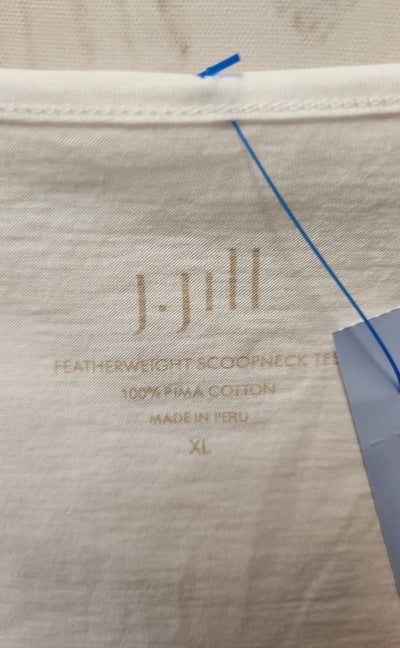 J.Jill
FEATHERWEIGHT SCOOPNECK TEE
100% PIMA COTTON
MADE IN PERU
XL